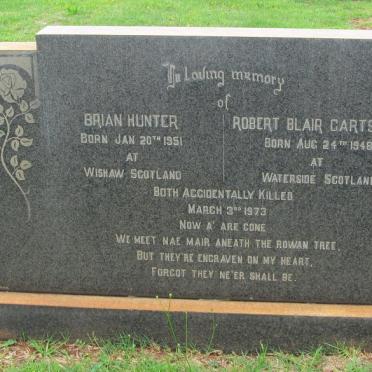 In Loving memory
of
BRIAN HUNTER
BORN JAN 20TH 1951
AT
WISHAW SCOTLAND
ROBERT BLAIR CARTS
BORN AUG 24TH 1948
AT
WATERSIDE SCOTLAND
BOTH ACCIDENTALLY KILLED
MARCH 3RD 1973
NOW A' ARE GONE
WE MEET NAE MAIR ANEATH THE ROWAN TREE,
BUT THEY'RE ENGRAVEN ON MY HEART,
FORGOT THEY NE'ER SHALL BE.